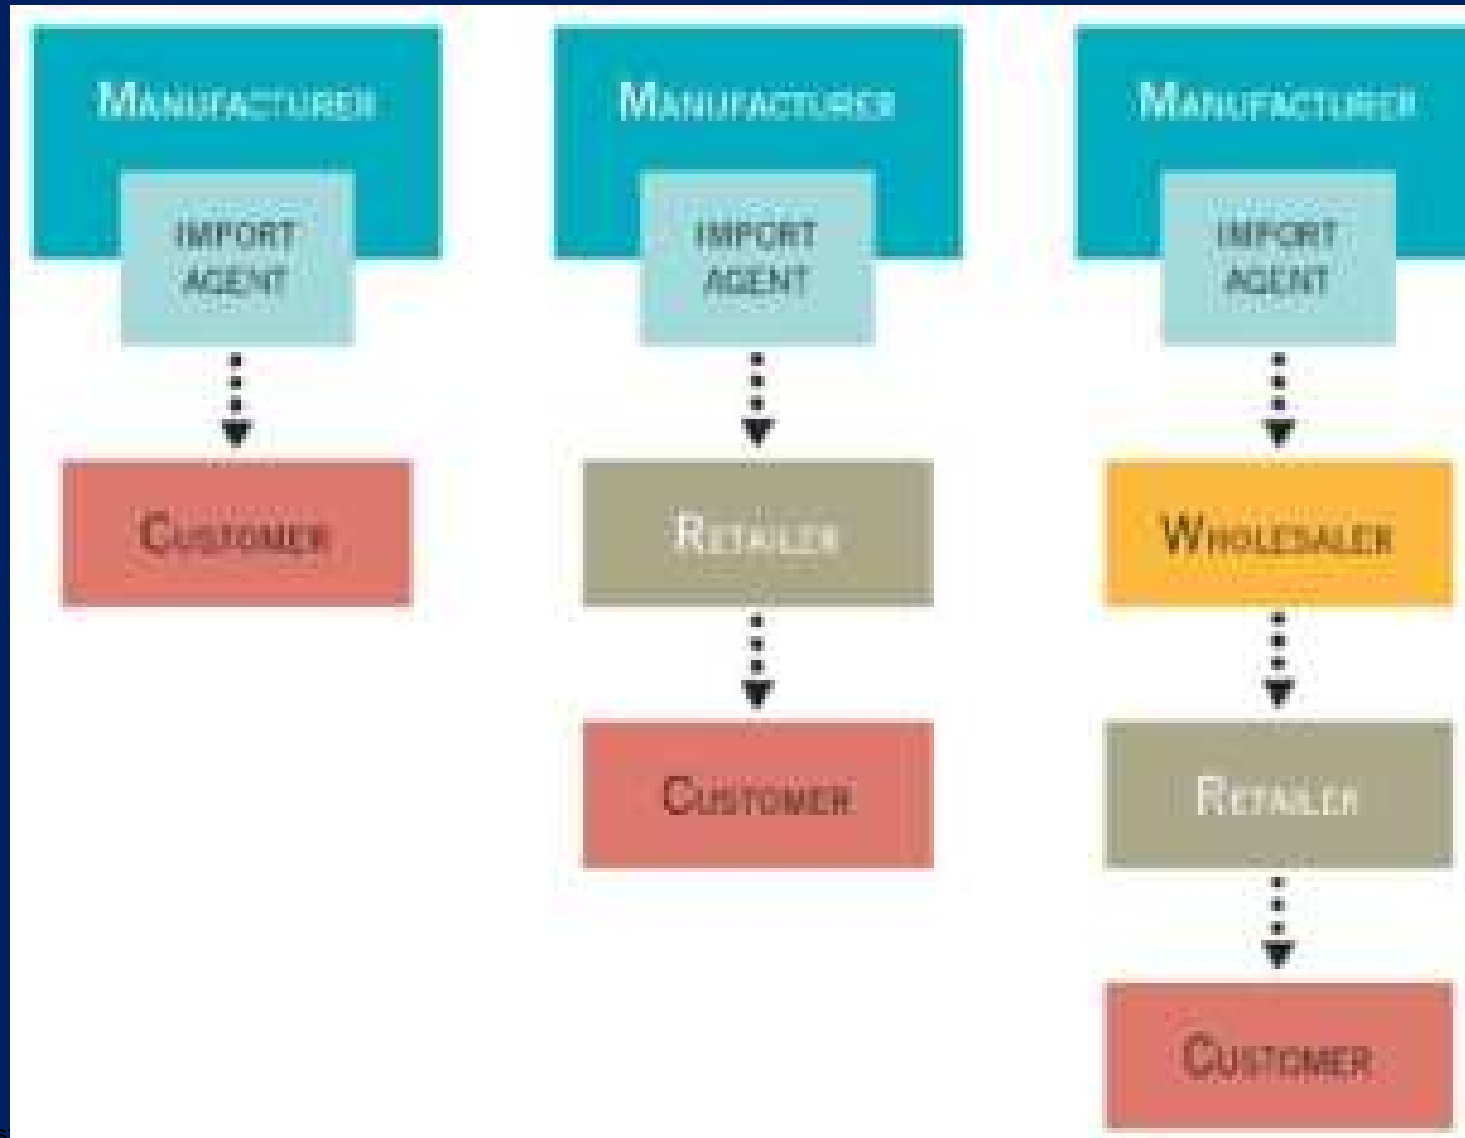 MANUFACTURER
IMPORT
AGENT
CUSTOMER
MANUFACTURER
IMPORT
AGENT
RETAILER
CUSTOMER
MANUFACTURER
IMPORT
AGENT
WHOLESALER
RETAILER
CUSTOMER